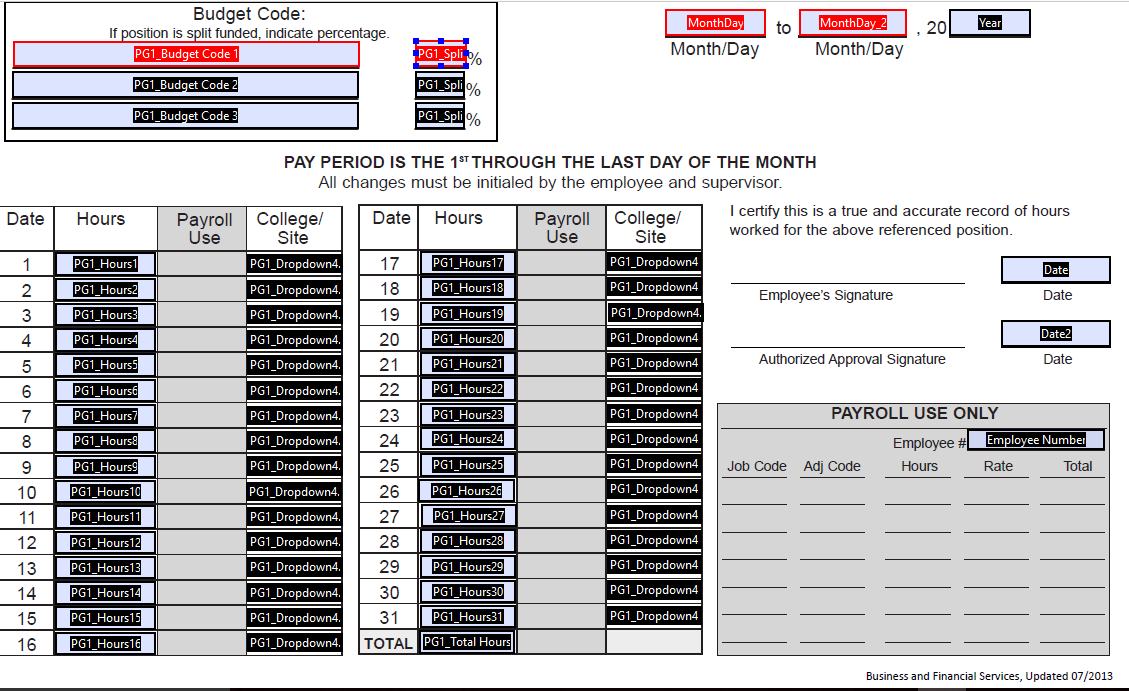 Budget Code:
If position is split funded, indicate percentage.
PG1_Budget Code 1 PG1_Spli %
PG1_Budget Code 2 PG1_Spli %
PG1_Budget Code 3 PG1_Spli %
MonthDay to MonthDay_2 , 20 Year
Month/Day Month/Day
PAY PERIOD IS THE 1ST THROUGH THE LAST DAY OF THE MONTH
All changes must be initialed by the employee and supervisor.
Date Hours Payroll Use College/ Site
1 PG1_Hours1 PG1_Dropdown4.
2 PG1_Hours2 PG1_Dropdown4.
3 PG1_Hours3 PG1_Dropdown4.
4 PG1_Hours4 PG1_Dropdown4.
5 PG1_Hours5 PG1_Dropdown4.
6 PG1_Hours6 PG1_Dropdown4.
7 PG1_Hours7 PG1_Dropdown4.
8 PG1_Hours8 PG1_Dropdown4.
9 PG1_Hours9 PG1_Dropdown4.
10 PG1_Hours10 PG1_Dropdown4.
11 PG1_Hours11 PG1_Dropdown4.
12 PG1_Hours12 PG1_Dropdown4.
13 PG1_Hours13 PG1_Dropdown4.
14 PG1_Hours14 PG1_Dropdown4.
15 PG1_Hours15 PG1_Dropdown4.
16 PG1_Hours16 PG1_Dropdown4.
Date Hours Payroll Use College/ Site
17 PG1_Hours17 PG1_Dropdown4
18 PG1_Hours18 PG1_Dropdown4
19 PG1_Hours19 PG1_Dropdown4.
20 PG1_Hours20 PG1_Dropdown4
21 PG1_Hours21 PG1_Dropdown4
22 PG1_Hours22 PG1_Dropdown4
23 PG1_Hours23 PG1_Dropdown4
24 PG1_Hours24 PG1_Dropdown4
25 PG1_Hours25 PG1_Dropdown4
26 PG1_Hours26 PG1_Dropdown4
27 PG1_Hours27 PG1_Dropdown4
28 PG1_Hours28 PG1_Dropdown4
29 PG1_Hours29 PG1_Dropdown4
30 PG1_Hours30 PG1_Dropdown4
31 PG1_Hours31 PG1_Dropdown4
TOTAL PG1_Total Hours
I certify this is a true and accurate record of hours
worked for the above referenced position.
Date
Employee's Signature Date
Date2
Authorized Approval Signature Date
PAYROLL USE ONLY
Employee # Employee Number
Job Code Adj Code Hours Rate Total
Business and Financial Services, Updated 07/2013